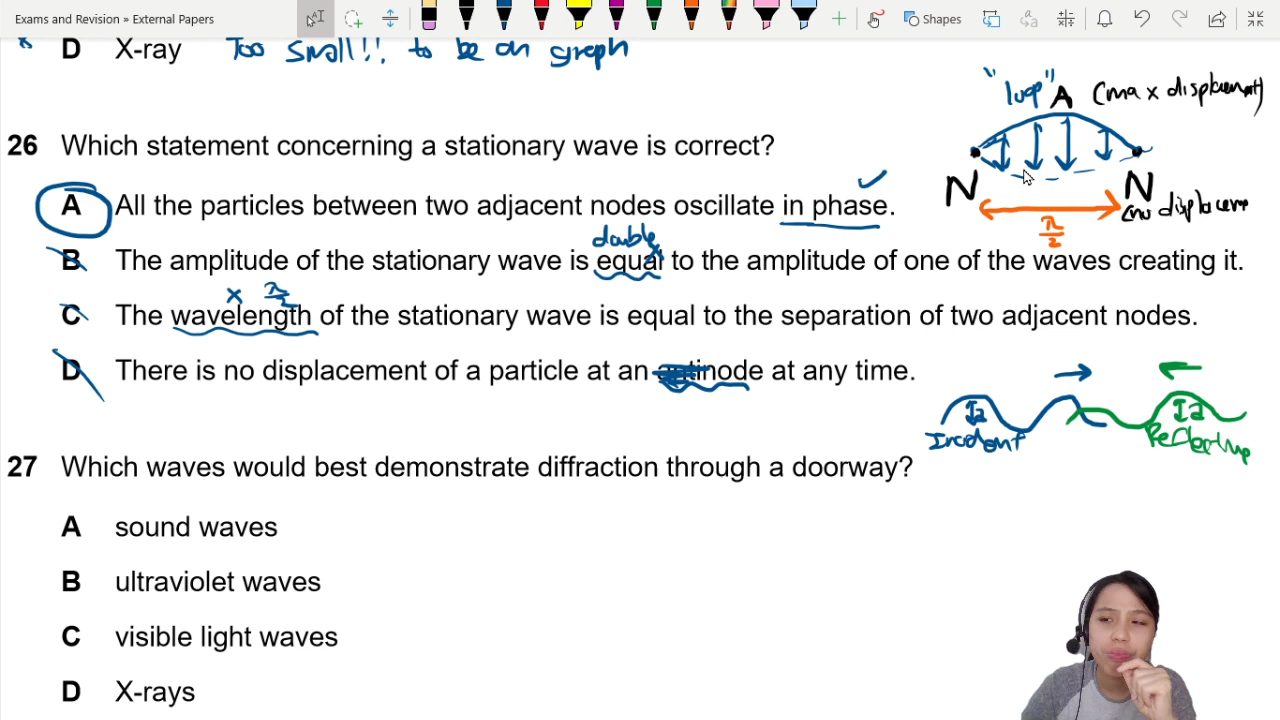 Exams and Revision » External Papers
Shapes
D X-ray Too small!! to be on graph
"loop" A (max displacement)
26 Which statement concerning a stationary wave is correct?
A All the particles between two adjacent nodes oscillate in phase.
N N
(no displacem
λ/2
double
B The amplitude of the stationary wave is equal to the amplitude of one of the waves creating it.
x λ/2
C The wavelength of the stationary wave is equal to the separation of two adjacent nodes.
D There is no displacement of a particle at an antinode at any time.
Incident
27 Which waves would best demonstrate diffraction through a doorway?
A sound waves
B ultraviolet waves
C visible light waves
D X-rays